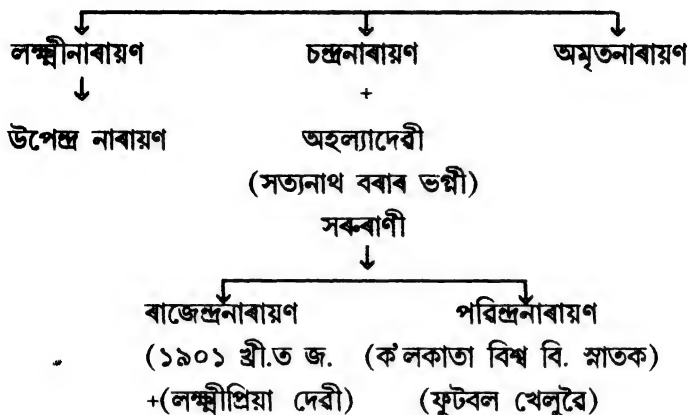 লক্ষ্মীনাৰায়ণ চন্দ্ৰনাৰায়ণ অমৃতনাৰায়ণ
+
উপেন্দ্ৰ নাৰায়ণ অহল্যাদেৱী
(সত্যনাথ বৰাৰ ভগ্নী)
সৰুৰাণী
ৰাজেন্দ্ৰনাৰায়ণ পৱিন্দ্ৰনাৰায়ণ
(১৯০১ খ্ৰী.ত জ. (ক'লকাতা বিশ্ব বি. স্নাতক)
+(লক্ষ্মীপ্ৰিয়া দেৱী) (ফুটবল খেলুৱৈ)